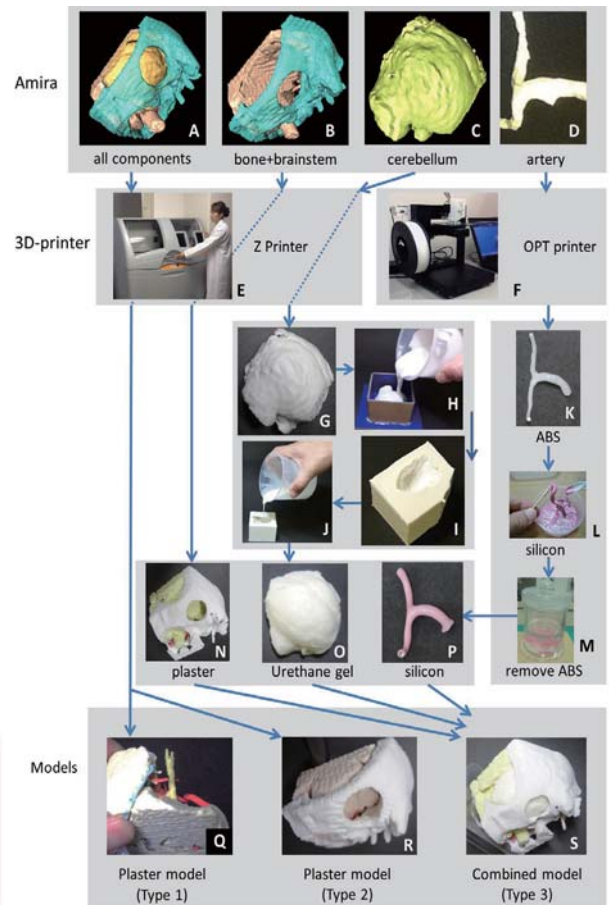 Amira
A
B
C
D
all components
bone+brainstem
cerebellum
artery
3D-printer
Z Printer
E
OPT printer
F
G
H
K
ABS
J
I
L
silicon
N
O
P
M
plaster
Urethane gel
silicon
remove ABS
Models
Q
R
S
Plaster model
(Type 1)
Plaster model
(Type 2)
Combined model
(Type 3)